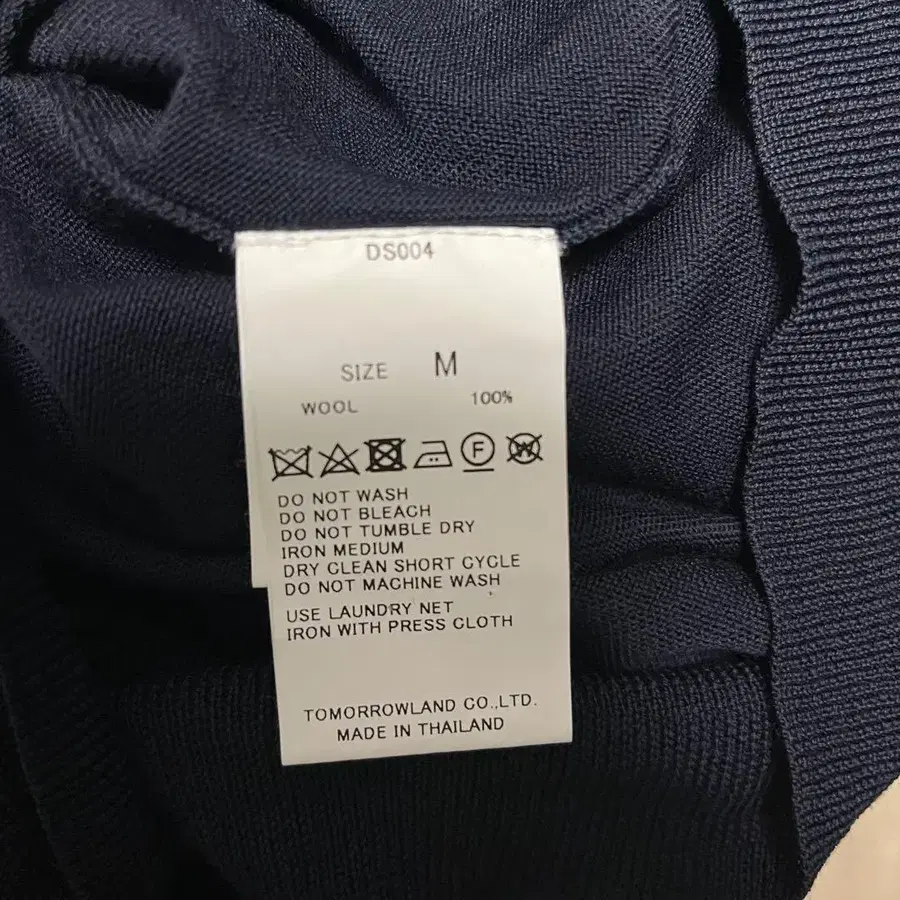 DS004
SIZE M
WOOL 100%
F W
DO NOT WASH
DO NOT BLEACH
DO NOT TUMBLE DRY
IRON MEDIUM
DRY CLEAN SHORT CYCLE
DO NOT MACHINE WASH
USE LAUNDRY NET
IRON WITH PRESS CLOTH
TOMORROWLAND CO.,LTD.
MADE IN THAILAND